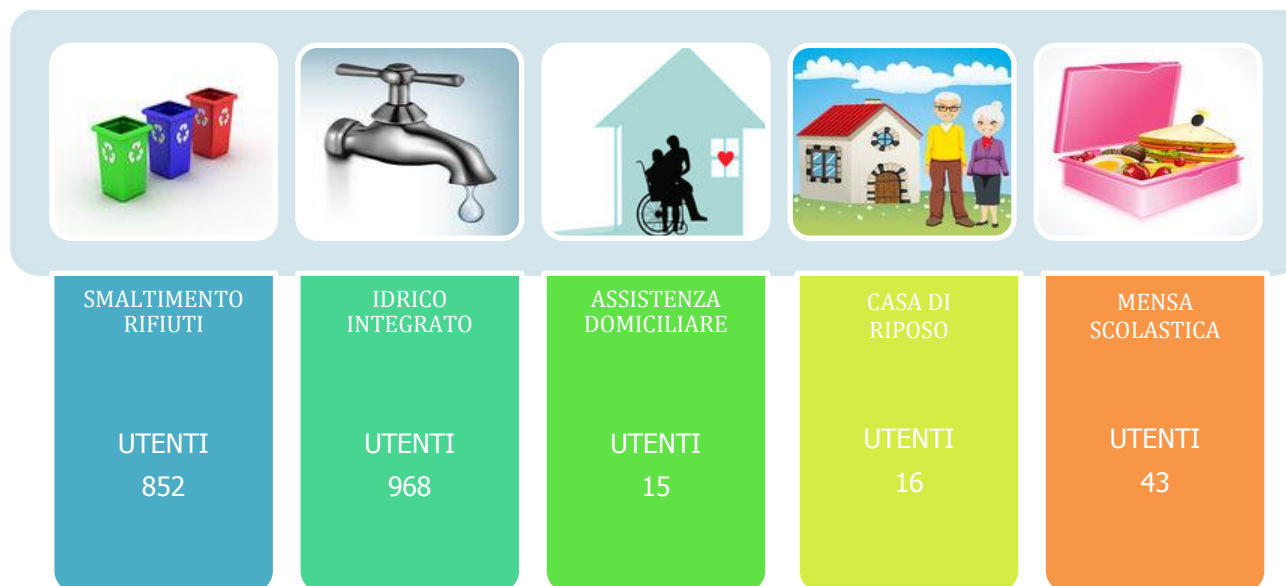 SMALTIMENTO
RIFIUTI
UTENTI
852
IDRICO
INTEGRATO
UTENTI
968
ASSISTENZA
DOMICILIARE
UTENTI
15
CASA DI
RIPOSO
UTENTI
16
MENSA
SCOLASTICA
UTENTI
43